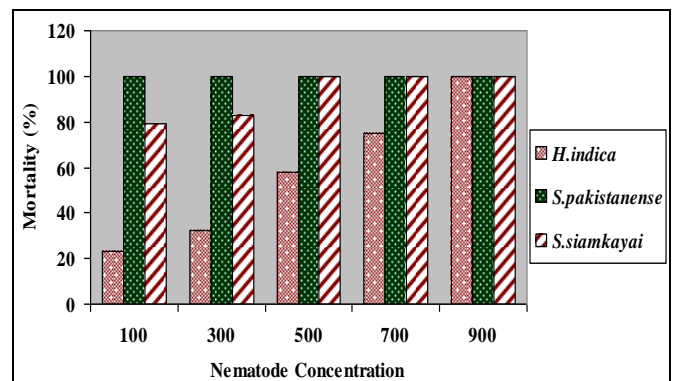 120
100
80
60
40
20
0
Mortality (%)
100 300 500 700 900
Nematode Concentration
H.indica
S.pakistanense
S.siamkayai